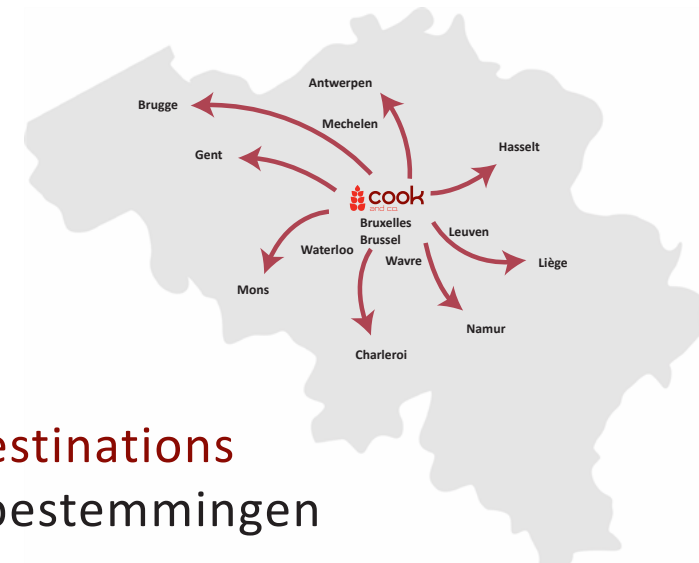 Antwerpen
Brugge
Mechelen
Hasselt
Gent
cook
and co
Bruxelles
Brussel
Leuven
Waterloo
Wavre
Liège
Mons
Namur
Charleroi
estinations
bestemmingen